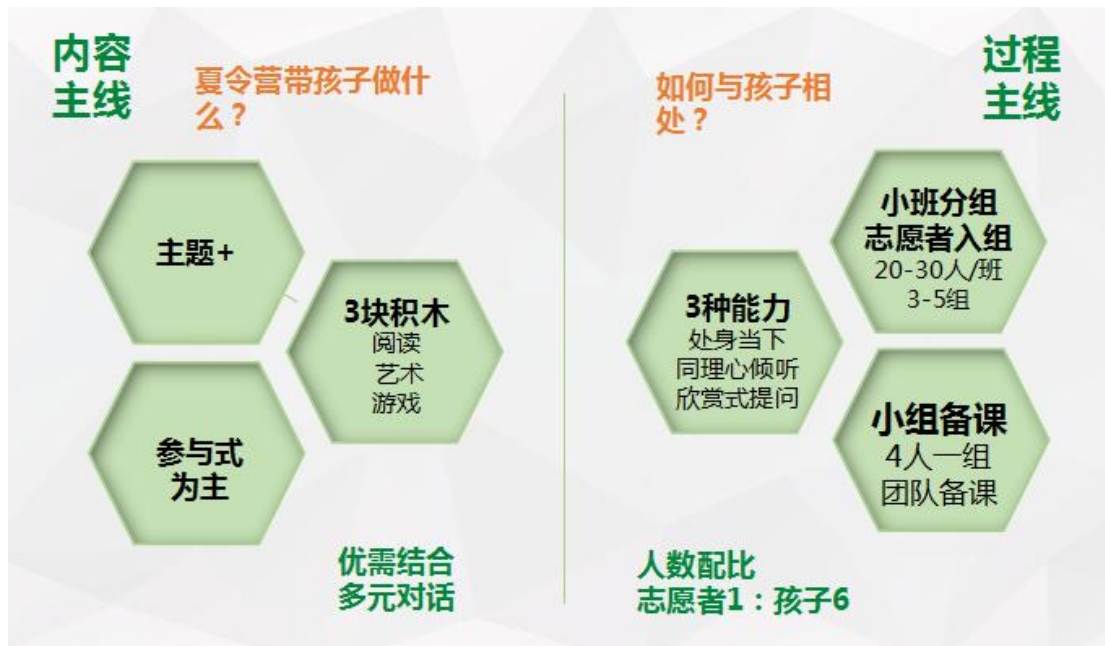 内容
主线
夏令营带孩子做什
么？
主题+
3块积木
阅读
艺术
游戏
参与式
为主
优需结合
多元对话
过程
主线
如何与孩子相
处？
小班分组
志愿者入组
20-30人/班
3-5组
3种能力
处身当下
同理心倾听
欣赏式提问
小组备课
4人一组
团队备课
人数配比
志愿者1：孩子6